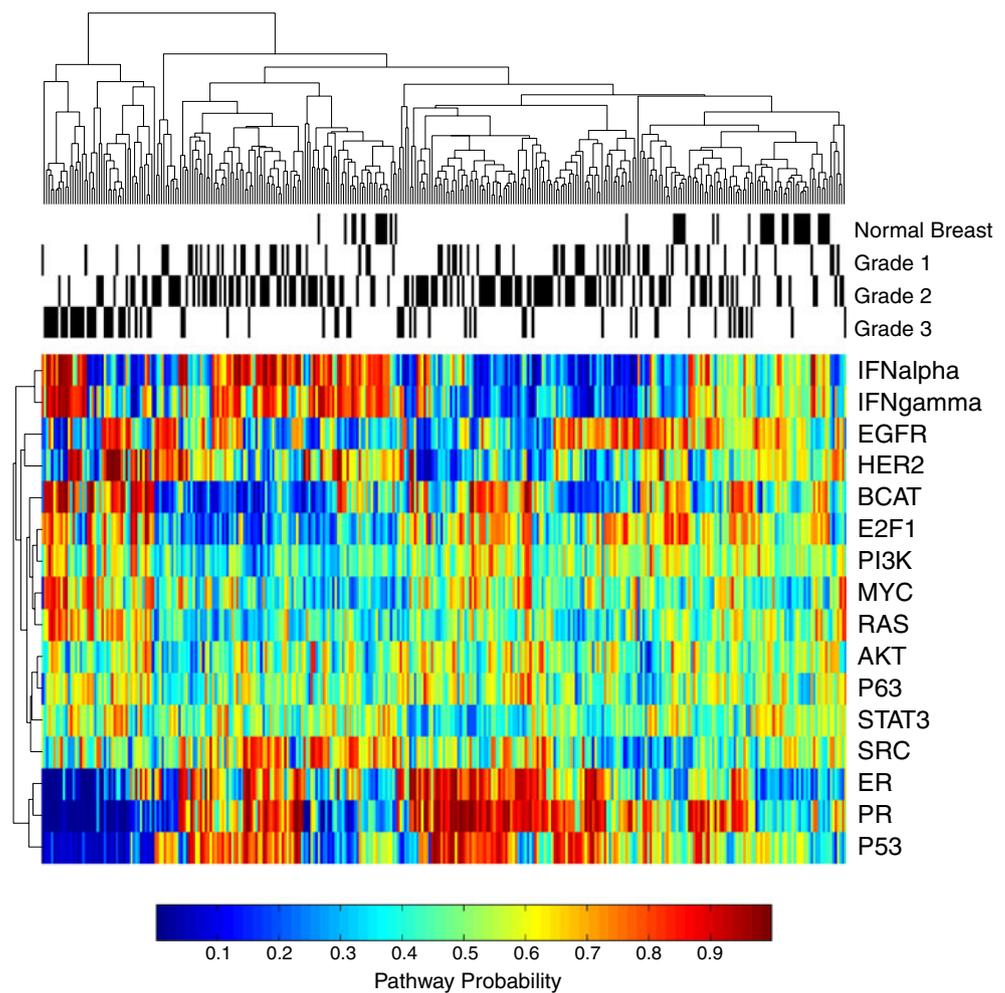 Normal Breast
Grade 1
Grade 2
Grade 3
IFNalpha
IFNgamma
EGFR
HER2
BCAT
E2F1
PI3K
MYC
RAS
AKT
P63
STAT3
SRC
ER
PR
P53
0.1 0.2 0.3 0.4 0.5 0.6 0.7 0.8 0.9
Pathway Probability